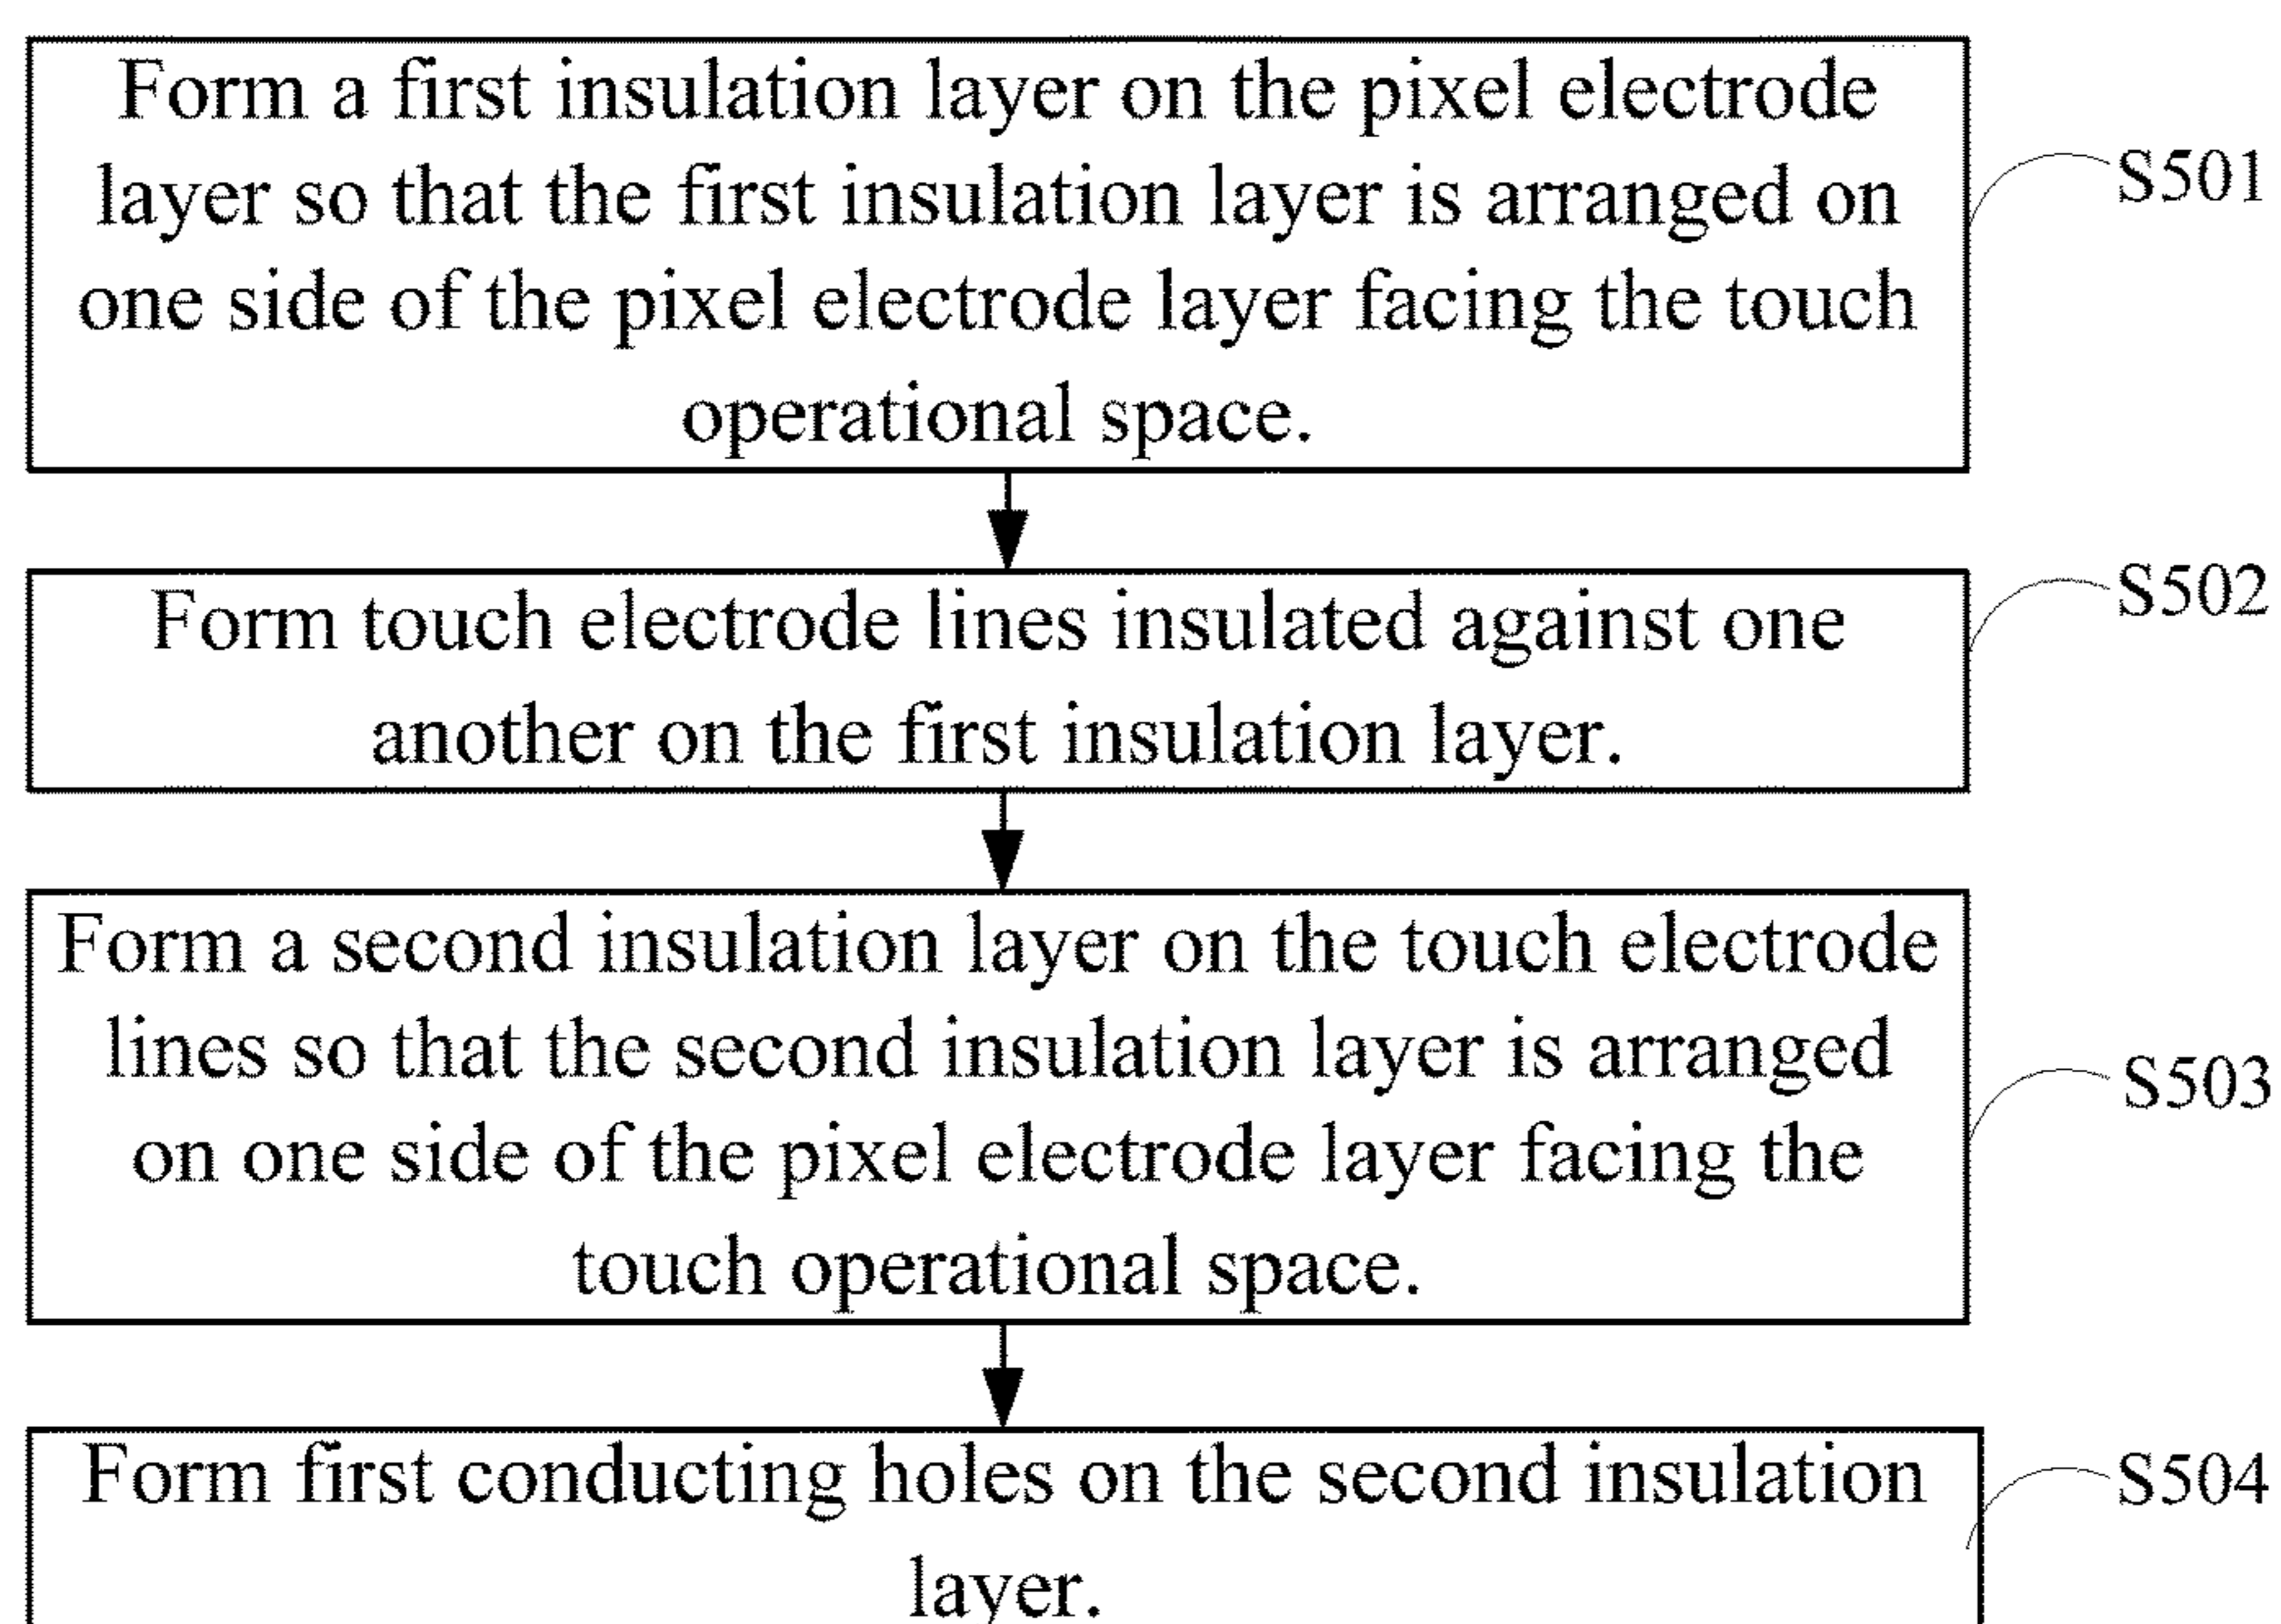 Form a first insulation layer on the pixel electrode
layer so that the first insulation layer is arranged on
one side of the pixel electrode layer facing the touch
operational space.
S501
Form touch electrode lines insulated against one
another on the first insulation layer.
S502
Form a second insulation layer on the touch electrode
lines so that the second insulation layer is arranged
on one side of the pixel electrode layer facing the
touch operational space.
S503
Form first conducting holes on the second insulation
layer.
S504